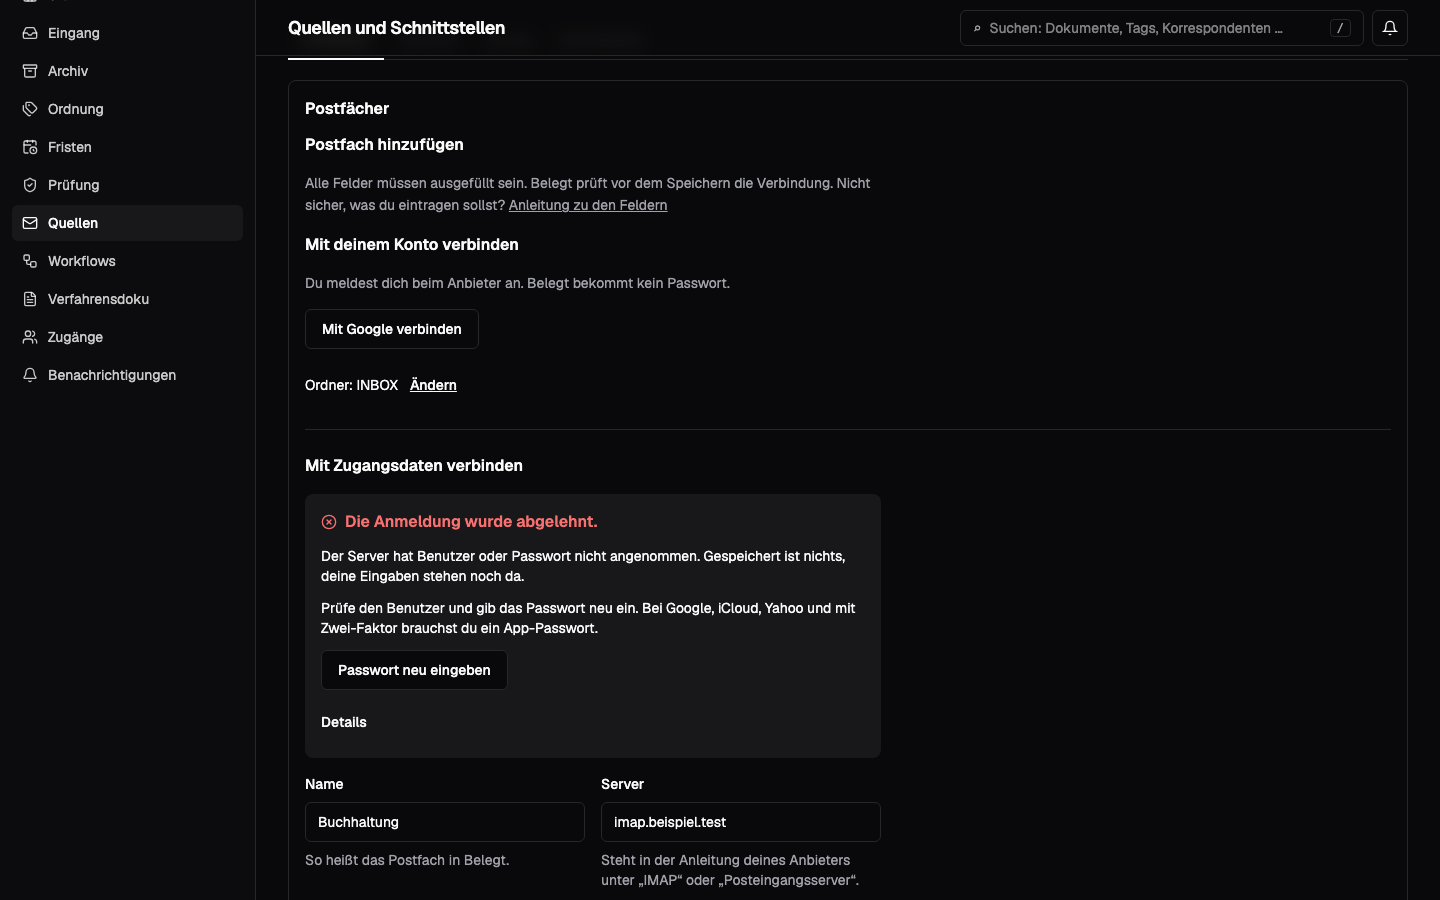 Eingang
Archiv
Ordnung
Fristen
Prüfung
Quellen
Workflows
Verfahrensdoku
Zugänge
Benachrichtigungen
Quellen und Schnittstellen
Suchen: Dokumente, Tags, Korrespondenten ...
/
Postfächer
Postfach hinzufügen
Alle Felder müssen ausgefüllt sein. Belegt prüft vor dem Speichern die Verbindung. Nicht
sicher, was du eintragen sollst? Anleitung zu den Feldern
Mit deinem Konto verbinden
Du meldest dich beim Anbieter an. Belegt bekommt kein Passwort.
Mit Google verbinden
Ordner: INBOX Ändern
Mit Zugangsdaten verbinden
Die Anmeldung wurde abgelehnt.
Der Server hat Benutzer oder Passwort nicht angenommen. Gespeichert ist nichts,
deine Eingaben stehen noch da.
Prüfe den Benutzer und gib das Passwort neu ein. Bei Google, iCloud, Yahoo und mit
Zwei-Faktor brauchst du ein App-Passwort.
Passwort neu eingeben
Details
Name
Server
Buchhaltung
imap.beispiel.test
So heißt das Postfach in Belegt.
Steht in der Anleitung deines Anbieters
unter „IMAP“ oder „Posteingangsserver“.